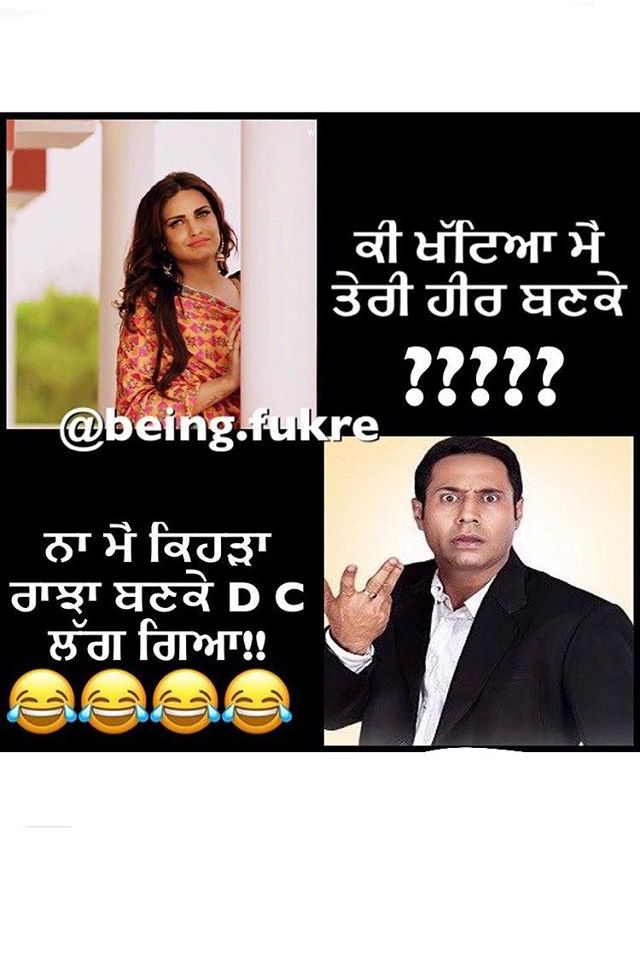 ਕੀ ਖੱਟਿਆ ਮੈ
ਤੇਰੀ ਹੀਰ ਬਣਕੇ
?????
@being.fukre
ਨਾ ਮੈ ਕਿਹੜਾ
ਰਾਝਾ ਬਣਕੇ D C
ਲੱਗ ਗਿਆ!!
😂😂😂😂